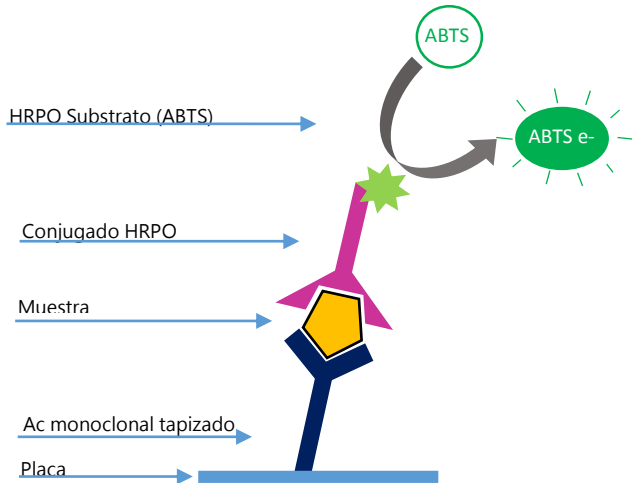 ABTS
HRPO Substrato (ABTS)
ABTS e-
Conjugado HRPO
Muestra
Ac monoclonal tapizado
Placa